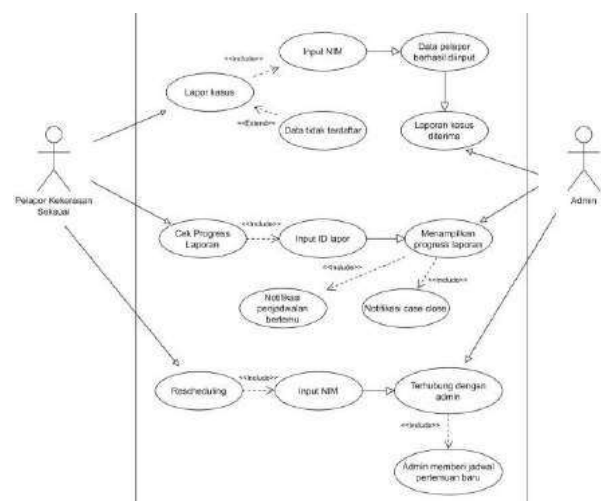 <<Include>>
Input NIM
Data pelapor
berhasil diinput
Lapor kasus
<<Extend>>
Data tidak terdaftar
Laporan kasus
diterima
Pelapor Kekerasan
Seksual
Admin
Cek Progress
Laporan
<<Include>>
Input ID lapor
Menampilkan
progress laporan
<<Include>>
<<Include>>
Notifikasi
penjadwalan
bertemu
Notifikasi case close
Rescheduling
<<Include>>
Input NIM
Terhubung dengan
admin
<<Include>>
Admin memberi jadwal
pertemuan baru